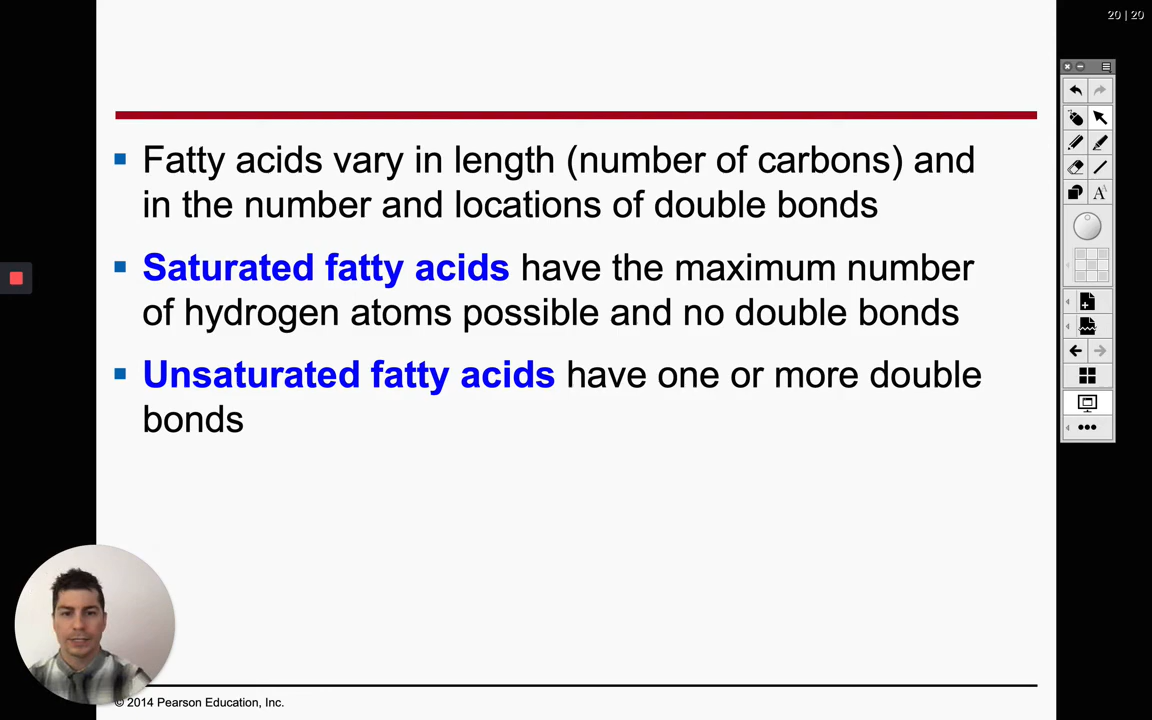 20 | 20
Fatty acids vary in length (number of carbons) and
in the number and locations of double bonds
Saturated fatty acids have the maximum number
of hydrogen atoms possible and no double bonds
Unsaturated fatty acids have one or more double
bonds
© 2014 Pearson Education, Inc.